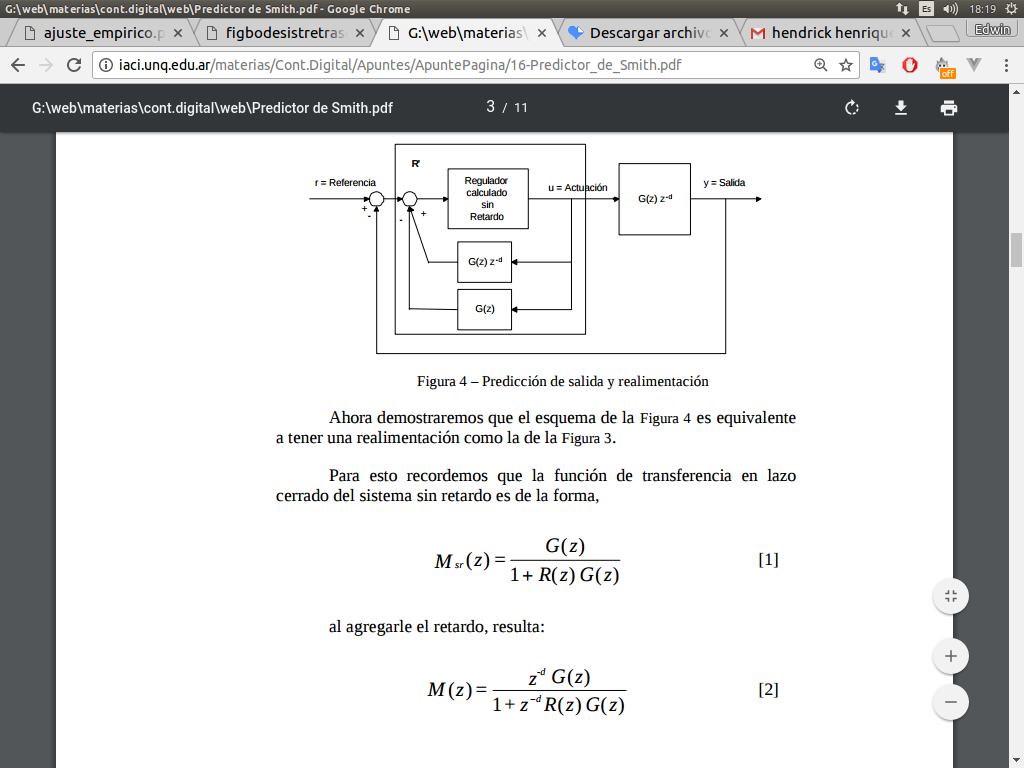 G:\web\materias\cont.digital\web\Predictor de Smith.pdf - Google Chrome
Es
18:19
ajuste_empirico.p
figbodesistretras
G:\web\materias\
Descargar archivo
hendrick henrique
Edwin
iaci.unq.edu.ar/materias/Cont.Digital/Apuntes/ApuntePagina/16-Predictor_de_Smith.pdf
off
G:\web\materias\cont.digital\web\Predictor de Smith.pdf
3 / 11
R'
r = Referencia
Regulador
calculado
sin
Retardo
u = Actuación
G(z) z-d
y = Salida
+
-
-
+
G(z) z-d
G(z)
Figura 4 – Predicción de salida y realimentación
Ahora demostraremos que el esquema de la Figura 4 es equivalente
a tener una realimentación como la de la Figura 3.
Para esto recordemos que la función de transferencia en lazo
cerrado del sistema sin retardo es de la forma,
M sr (z) = G(z) / 1 + R(z) G(z) [1]
al agregarle el retardo, resulta:
M (z) = z-d G(z) / 1 + z-d R(z) G(z) [2]